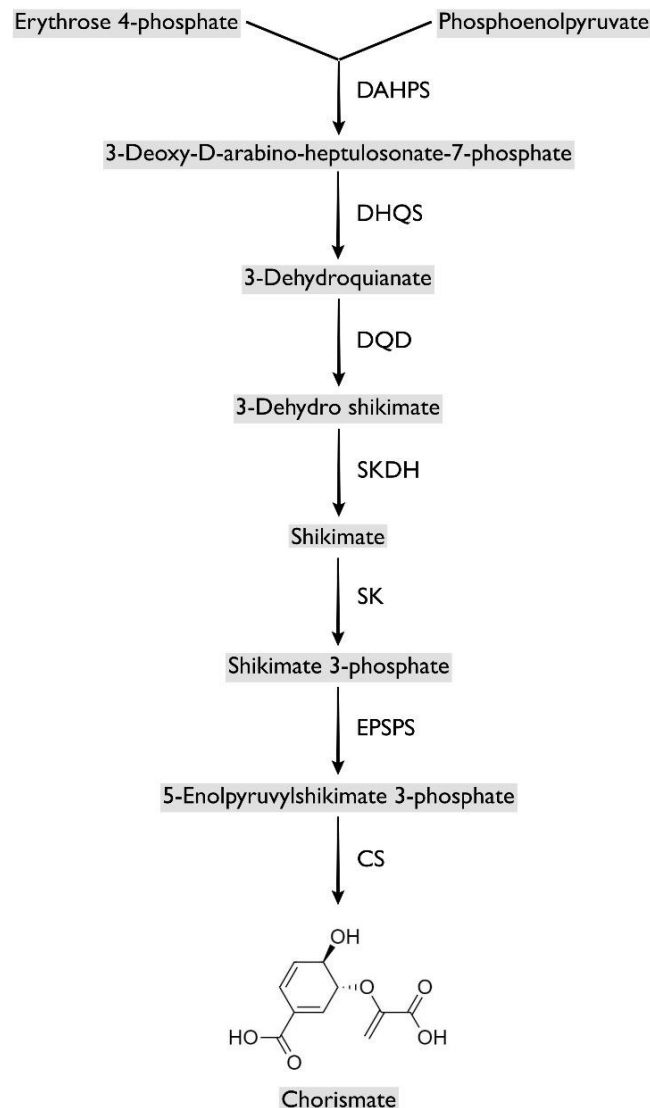 Erythrose 4-phosphate
Phosphoenolpyruvate
DAHPS
3-Deoxy-D-arabino-heptulosonate-7-phosphate
DHQS
3-Dehydroquianate
DQD
3-Dehydro shikimate
SKDH
Shikimate
SK
Shikimate 3-phosphate
EPSPS
5-Enolpyruvylshikimate 3-phosphate
CS
OH
O
O
HO
OH
O
Chorismate